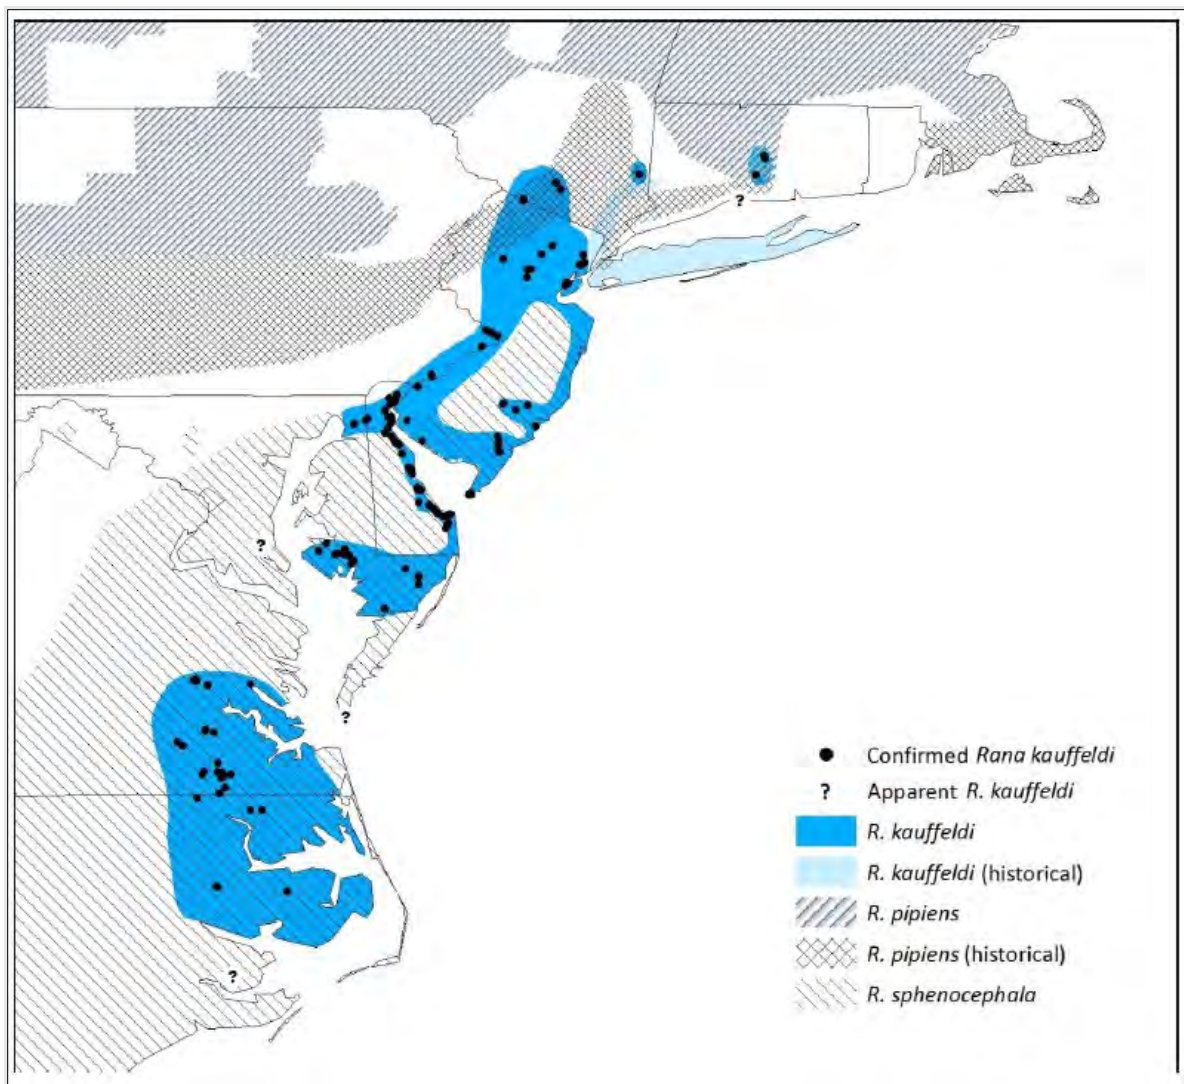 ?
?
?
?
● Confirmed Rana kauffeldi
? Apparent R. kauffeldi
R. kauffeldi
R. kauffeldi (historical)
R. pipiens
R. pipiens (historical)
R. sphenocephala